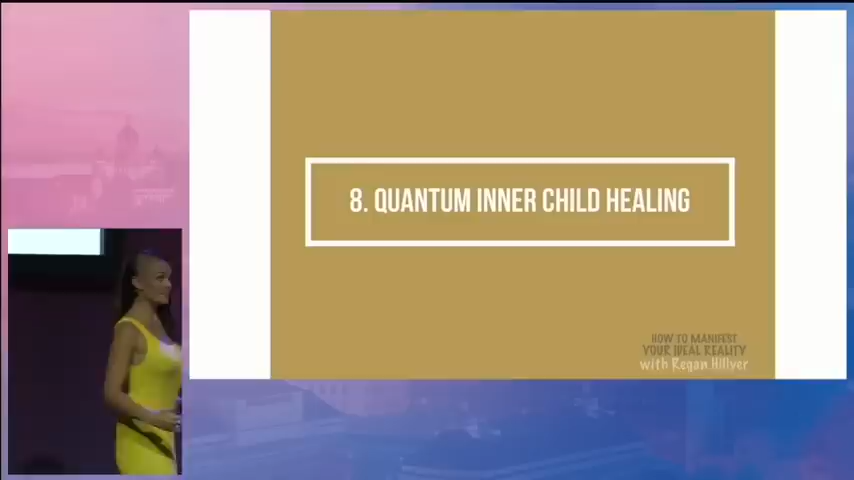 8. QUANTUM INNER CHILD HEALING
HOW TO MANIFEST
YOUR IDEAL REALITY
with Regan Hillyer